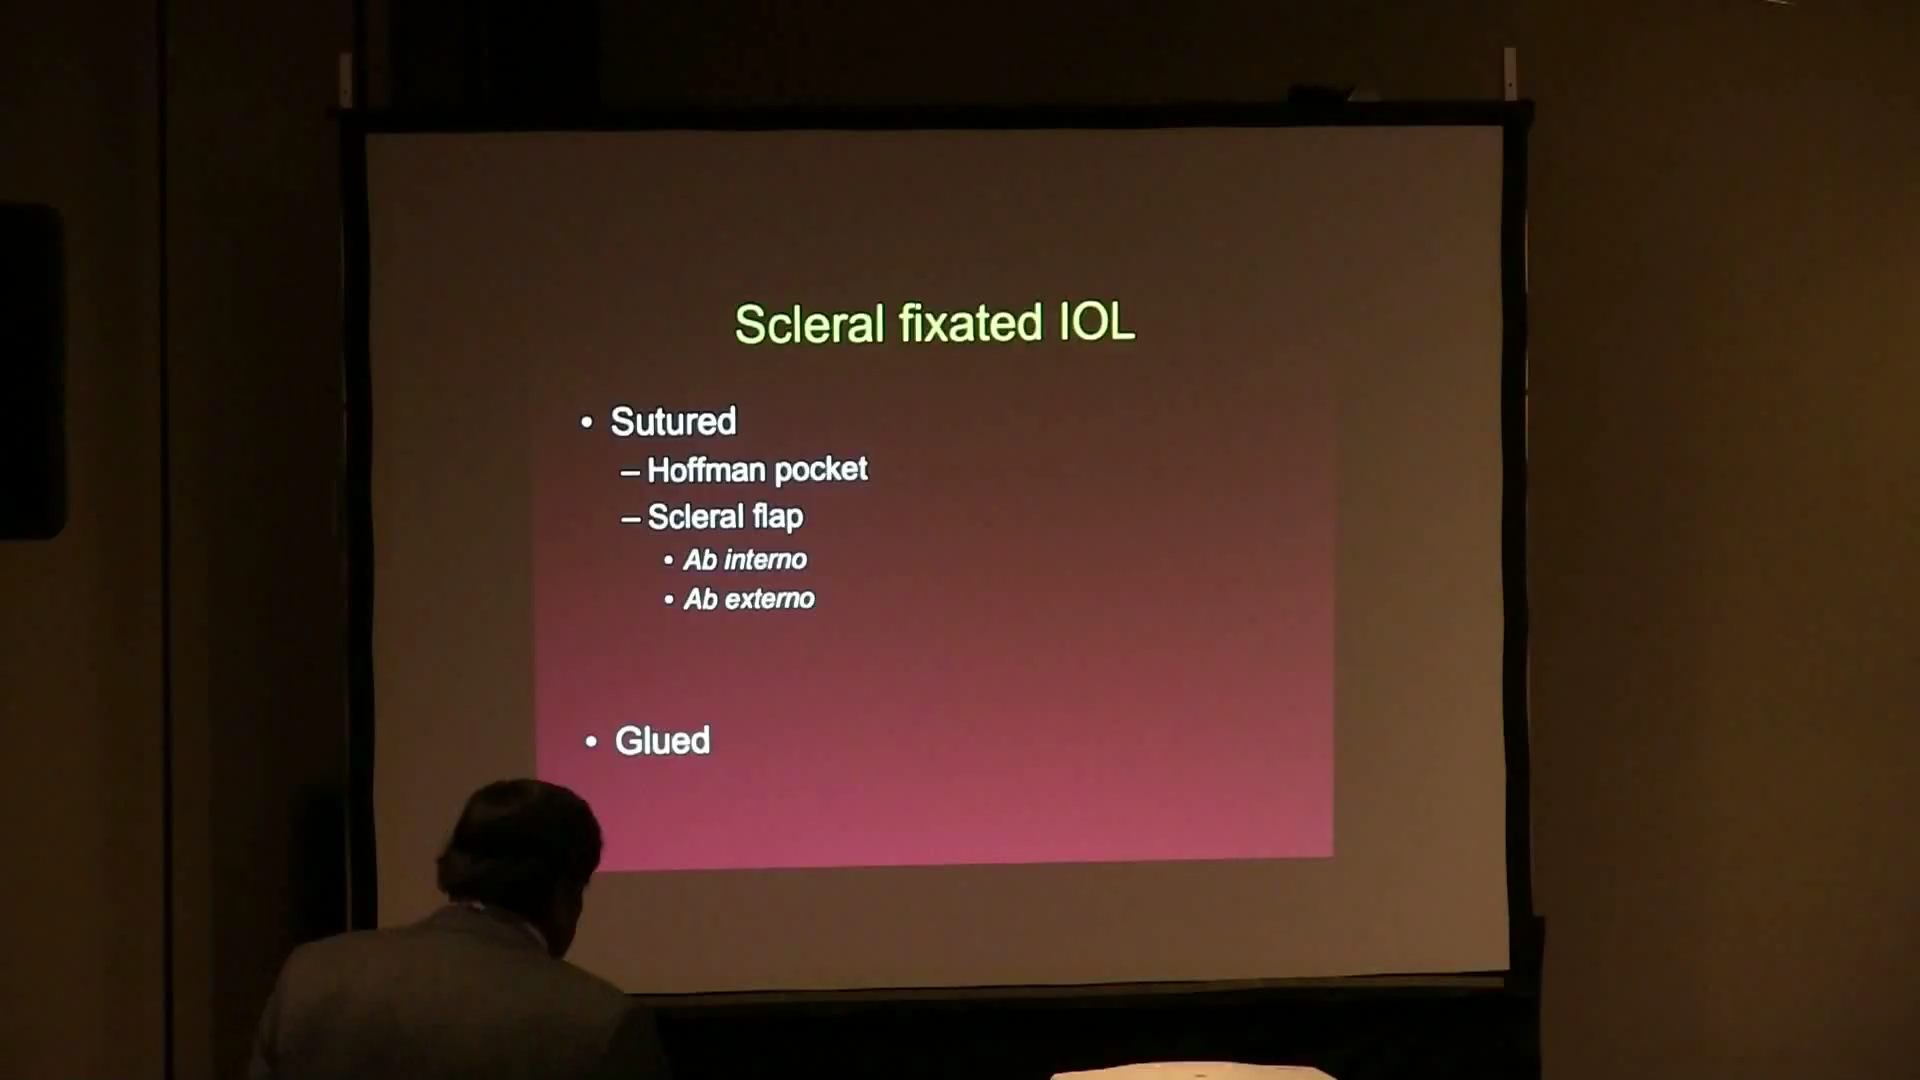 Scleral fixated IOL
• Sutured
– Hoffman pocket
– Scleral flap
• Ab interno
• Ab externo
• Glued